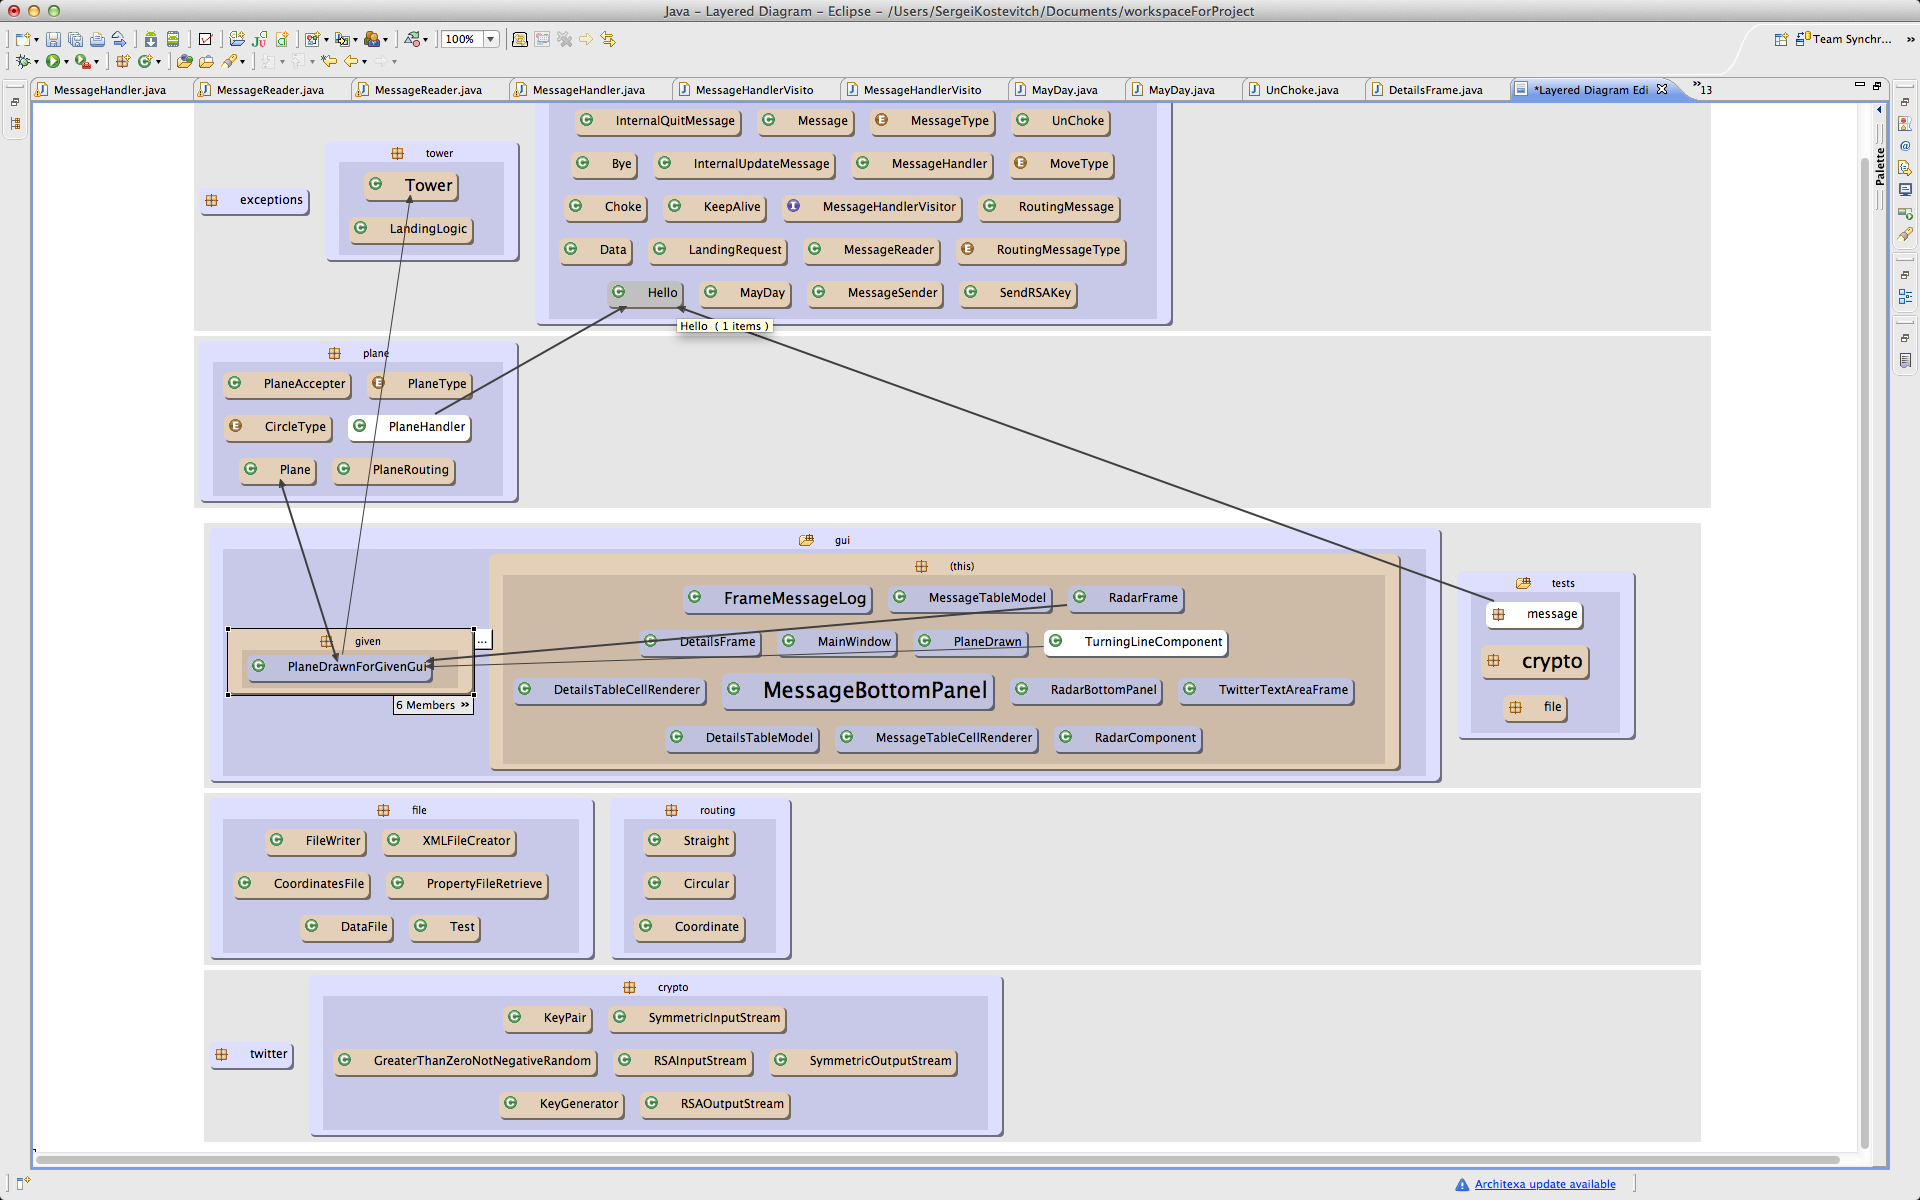 Java – Layered Diagram – Eclipse – /Users/SergeiKostevitch/Documents/workspaceForProject
100%
Team Synchr...
MessageHandler.java
MessageReader.java
MessageReader.java
MessageHandler.java
MessageHandlerVisito
MessageHandlerVisito
MayDay.java
MayDay.java
UnChoke.java
DetailsFrame.java
*Layered Diagram Edi
13
Palette
exceptions
tower
Tower
LandingLogic
InternalQuitMessage
Message
MessageType
UnChoke
Bye
InternalUpdateMessage
MessageHandler
MoveType
Choke
KeepAlive
MessageHandlerVisitor
RoutingMessage
Data
LandingRequest
MessageReader
RoutingMessageType
Hello
MayDay
MessageSender
SendRSAKey
Hello ( 1 items )
plane
PlaneAccepter
PlaneType
CircleType
PlaneHandler
Plane
PlaneRouting
gui
given
PlaneDrawnForGivenGui
...
6 Members »
(this)
FrameMessageLog
MessageTableModel
RadarFrame
DetailsFrame
MainWindow
PlaneDrawn
TurningLineComponent
DetailsTableCellRenderer
MessageBottomPanel
RadarBottomPanel
TwitterTextAreaFrame
DetailsTableModel
MessageTableCellRenderer
RadarComponent
tests
message
crypto
file
file
FileWriter
XMLFileCreator
CoordinatesFile
PropertyFileRetrieve
DataFile
Test
routing
Straight
Circular
Coordinate
twitter
crypto
KeyPair
SymmetricInputStream
GreaterThanZeroNotNegativeRandom
RSAInputStream
SymmetricOutputStream
KeyGenerator
RSAOutputStream
Architexa update available